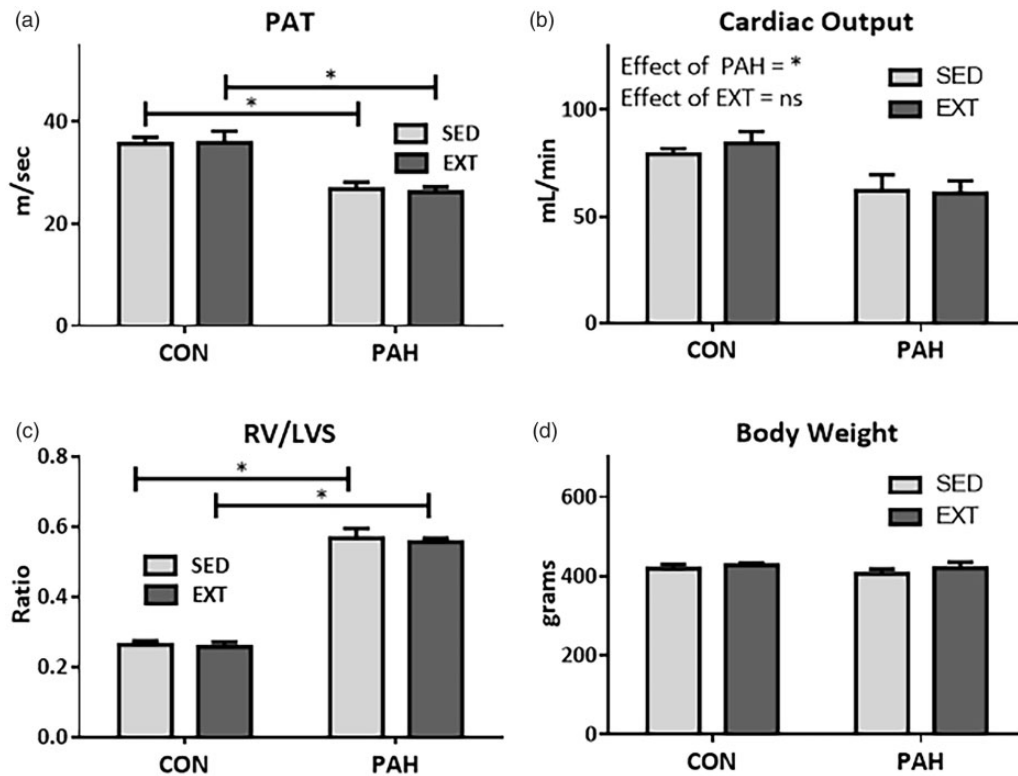 (a)
PAT
*
*
SED
EXT
m/sec
40
20
0
CON
PAH
(b)
Cardiac Output
Effect of PAH = *
Effect of EXT = ns
SED
EXT
mL/min
100
50
0
CON
PAH
(c)
RV/LVS
*
*
SED
EXT
Ratio
0.8
0.6
0.4
0.2
0.0
CON
PAH
(d)
Body Weight
SED
EXT
grams
600
400
200
0
CON
PAH